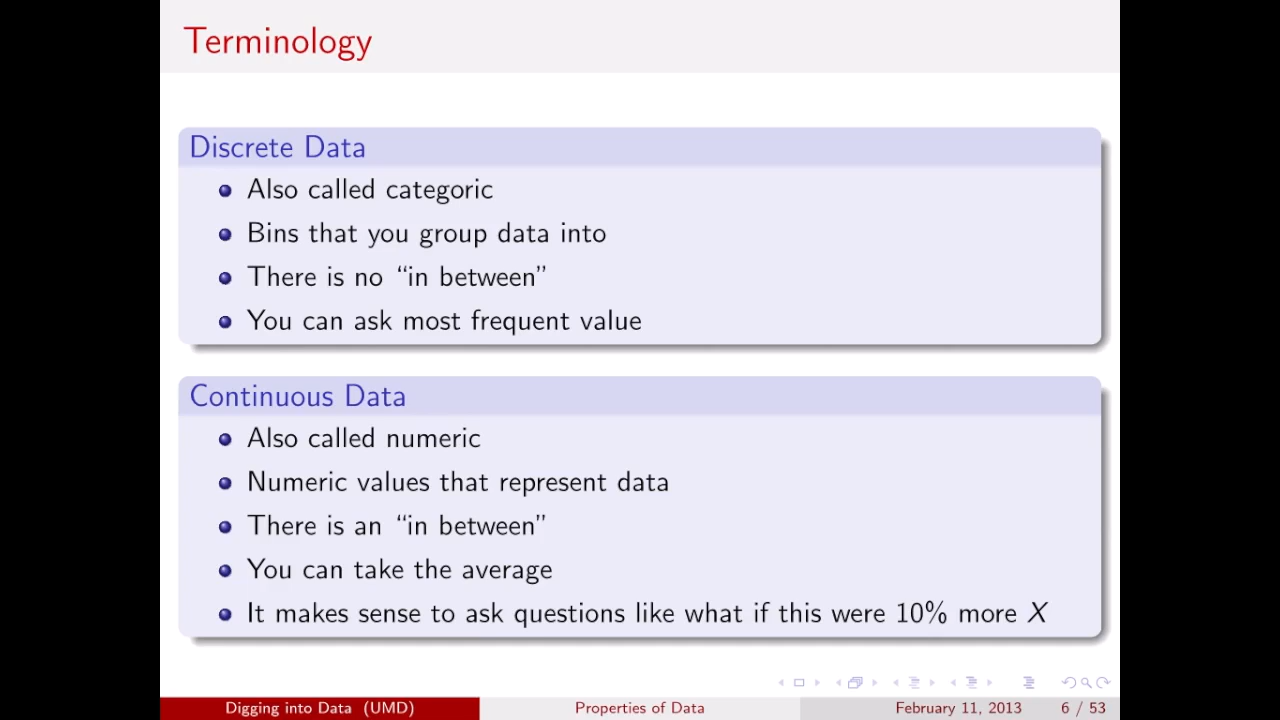 Terminology
Discrete Data
Also called categoric
Bins that you group data into
There is no “in between”
You can ask most frequent value
Continuous Data
Also called numeric
Numeric values that represent data
There is an “in between”
You can take the average
It makes sense to ask questions like what if this were 10% more X
Digging into Data (UMD) Properties of Data February 11, 2013 6 / 53